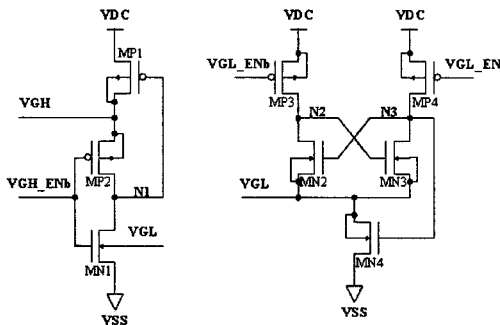 VDC
MP1
VGH
MP2
VGH_ENb
N1
VGL
MN1
VSS
VDC
VDC
VGL_ENb
VGL_EN
MP3
MP4
N2
N3
MN2
MN3
VGL
MN4
VSS